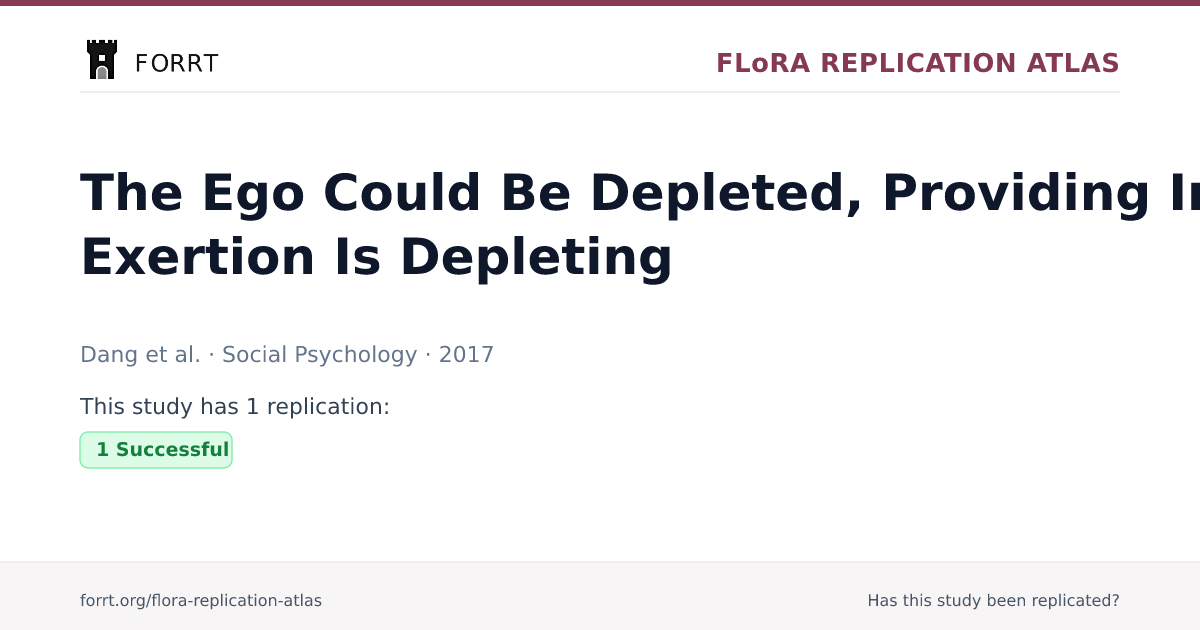 FORRT
FLoRA REPLICATION ATLAS
The Ego Could Be Depleted, Providing
Exertion Is Depleting
Dang et al. · Social Psychology · 2017
This study has 1 replication:
1 Successful
forrt.org/flora-replication-atlas
Has this study been replicated?